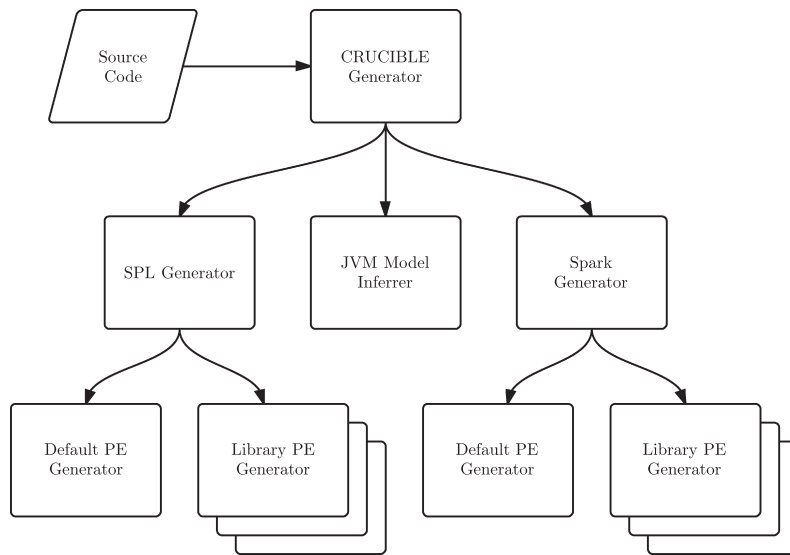 Source
Code
CRUCIBLE
Generator
SPL Generator
JVM Model
Inferrer
Spark
Generator
Default PE
Generator
Library PE
Generator
Default PE
Generator
Library PE
Generator